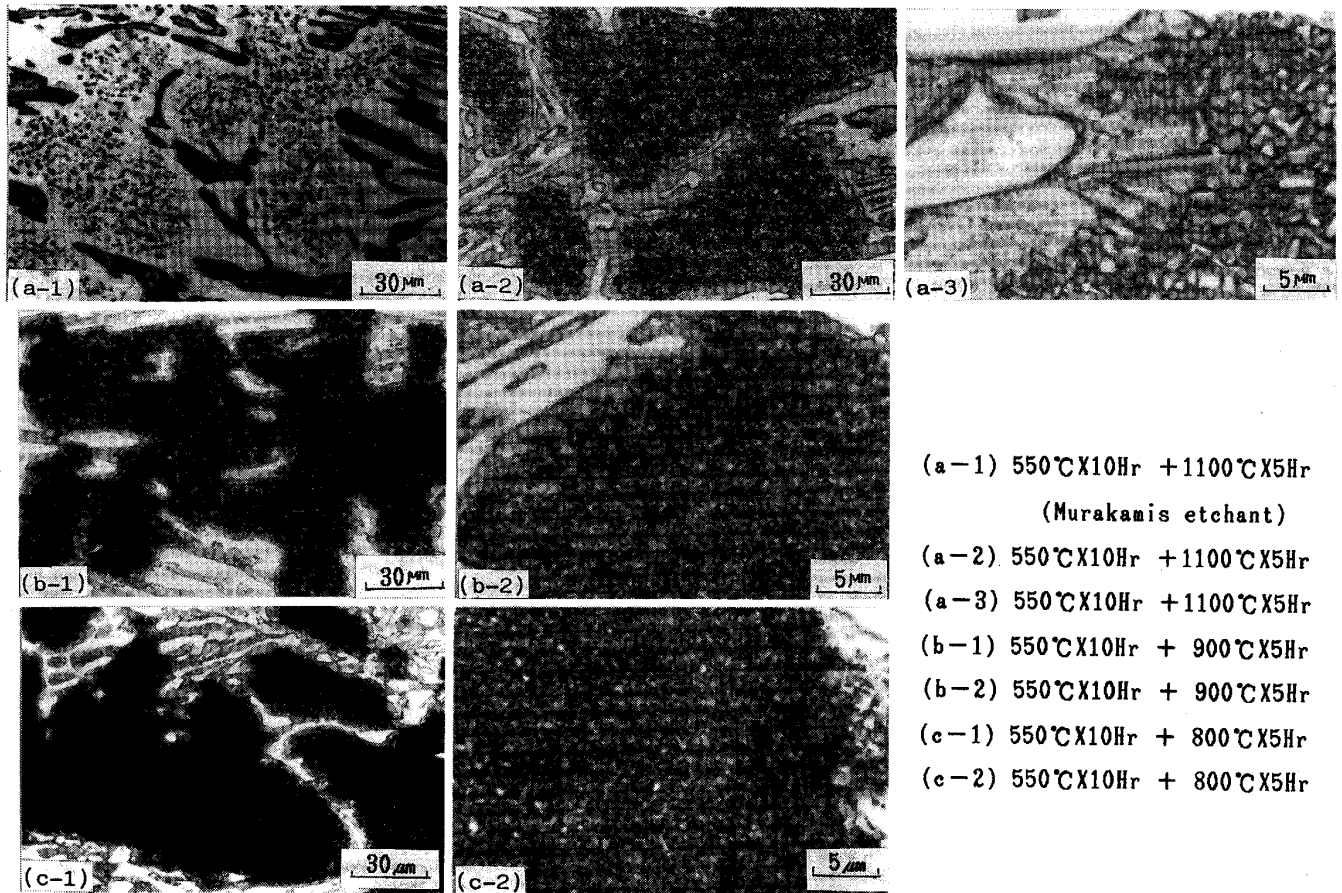 (a-1)
30μm
(a-2)
30μm
(a-3)
5μm
(b-1)
30μm
(b-2)
5μm
(c-1)
30μm
(c-2)
5μm
(a-1) 550℃X10Hr +1100℃X5Hr
(Murakamis etchant)
(a-2) 550℃X10Hr +1100℃X5Hr
(a-3) 550℃X10Hr +1100℃X5Hr
(b-1) 550℃X10Hr + 900℃X5Hr
(b-2) 550℃X10Hr + 900℃X5Hr
(c-1) 550℃X10Hr + 800℃X5Hr
(c-2) 550℃X10Hr + 800℃X5Hr